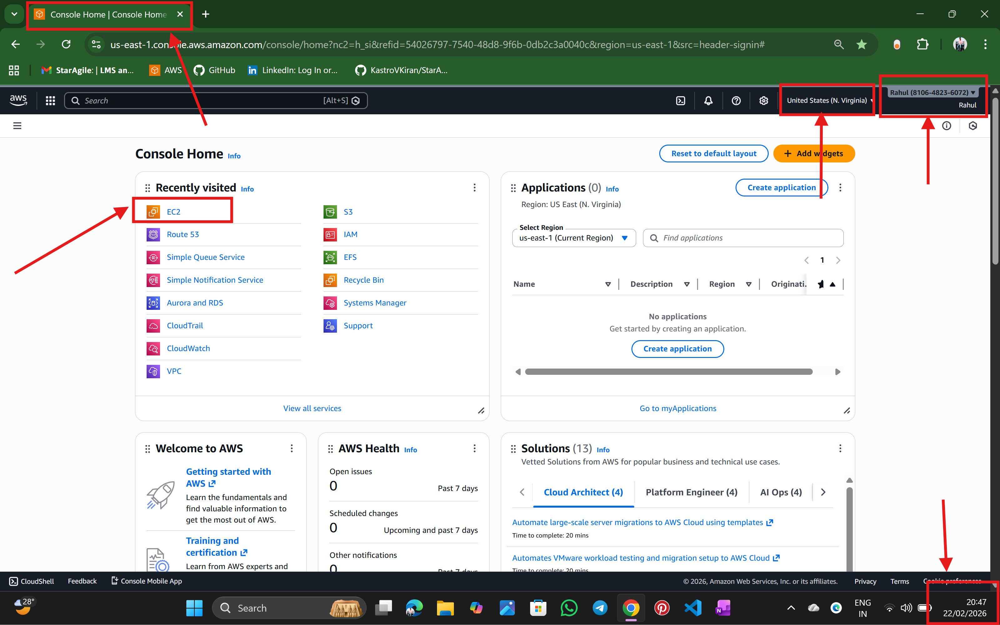 Console Home | Console Home
us-east-1.console.aws.amazon.com/console/home?nc2=h_si&refid=54026797-7540-48d8-9f6b-0db2c3a0040c&region=us-east-1&src=header-signin#
StarAgile: | LMS an...
AWS
GitHub
LinkedIn: Log In or...
KastroVKiran/StarA...
aws
Search
[Alt+S]
United States (N. Virginia)
Rahul (8106-4823-6072)
Rahul
Console Home Info
Reset to default layout
Add widgets
Recently visited Info
EC2
Route 53
Simple Queue Service
Simple Notification Service
Aurora and RDS
CloudTrail
CloudWatch
VPC
S3
IAM
EFS
Recycle Bin
Systems Manager
Support
View all services
Applications (0) Info
Create application
Region: US East (N. Virginia)
Select Region
us-east-1 (Current Region)
Find applications
1
Name
Description
Region
Originati.
No applications
Get started by creating an application.
Create application
Go to myApplications
Welcome to AWS
Getting started with
AWS
Learn the fundamentals and
find valuable information to
get the most out of AWS.
Training and
certification
Learn from AWS experts and
AWS Health Info
Open issues
0
Past 7 days
Scheduled changes
0
Upcoming and past 7 days
Other notifications
0
Past 7 days
Solutions (13) Info
Vetted Solutions from AWS for popular business and technical use cases.
Cloud Architect (4)
Platform Engineer (4)
AI Ops (4)
Automate large-scale server migrations to AWS Cloud using templates
Time to complete: 20 mins
Automates VMware workload testing and migration setup to AWS Cloud
Time to complete: 20 mins
CloudShell
Feedback
Console Mobile App
© 2026, Amazon Web Services, Inc. or its affiliates.
Privacy
Terms
Cookie preferences
28°
Search
ENG
IN
20:47
22/02/2026